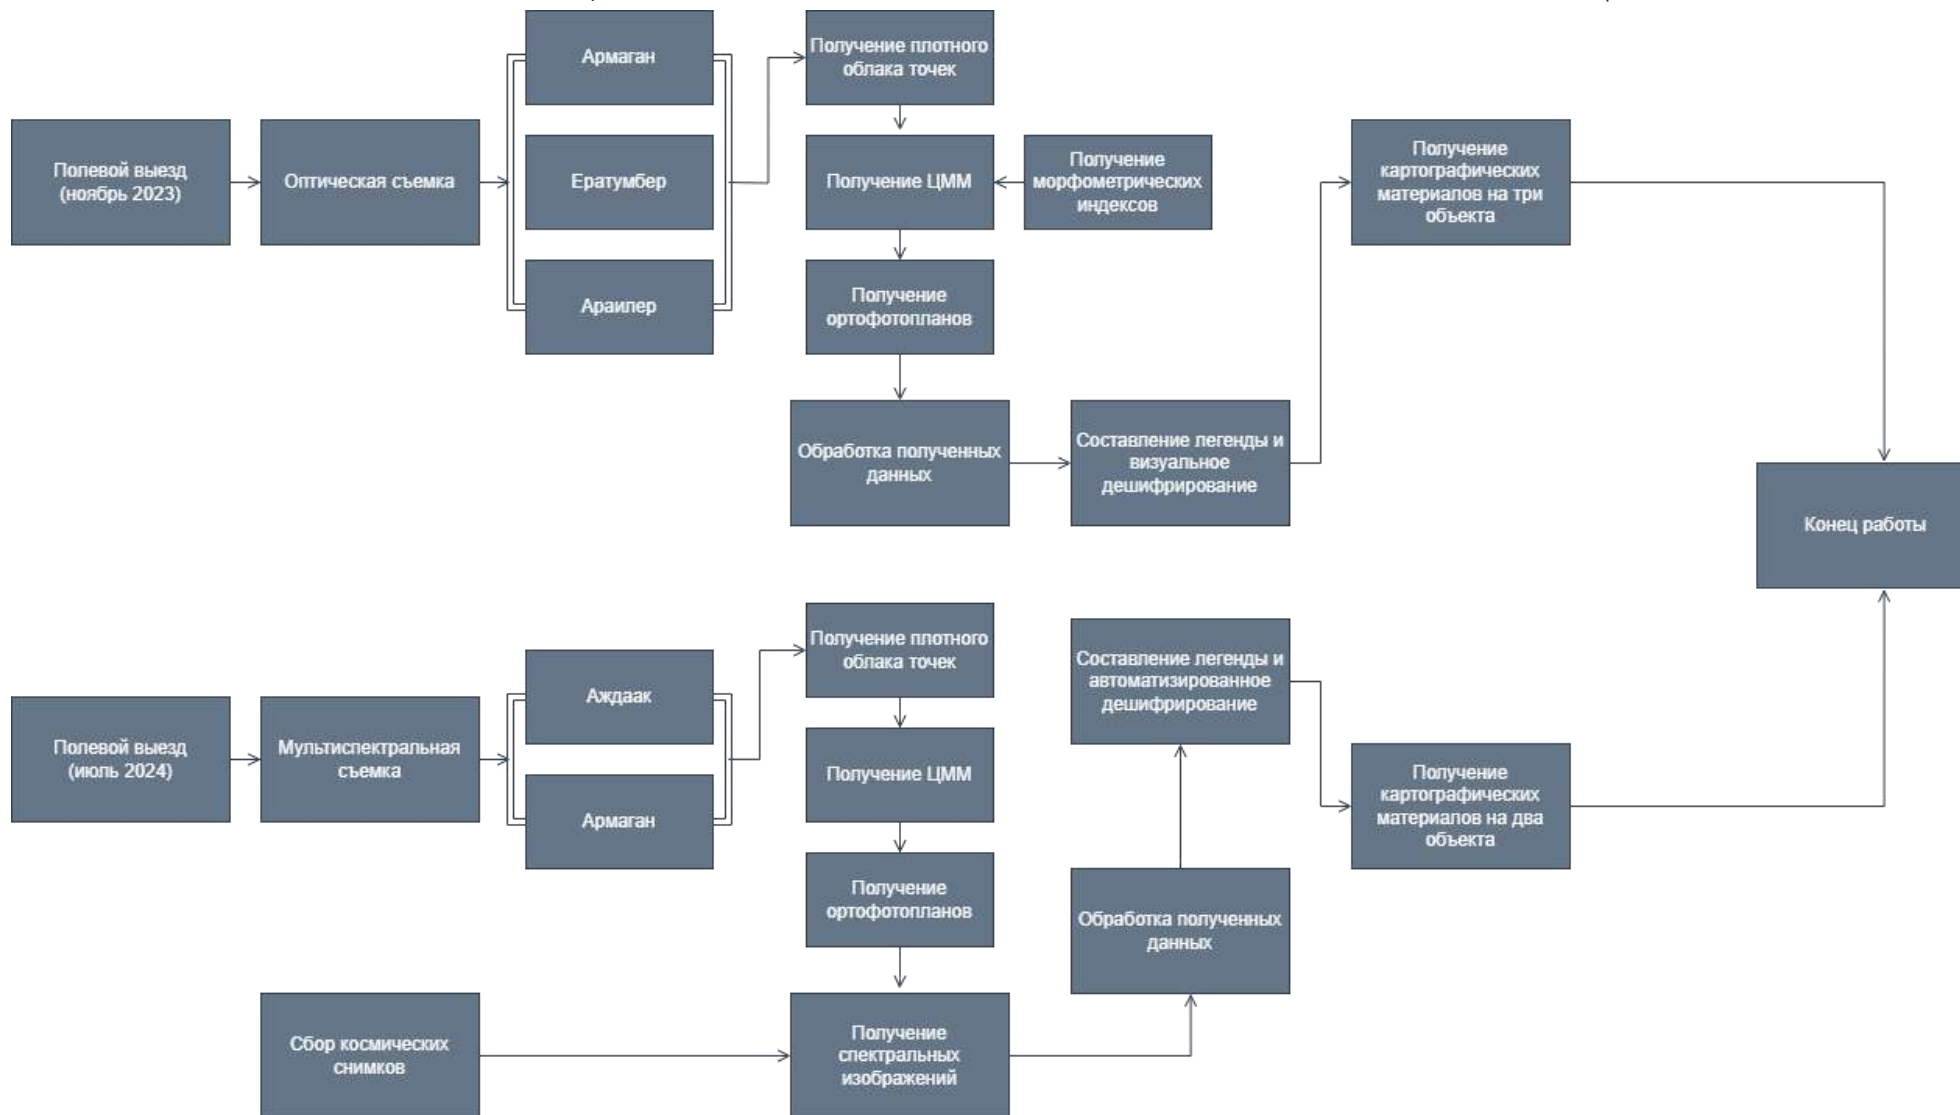 Полевой выезд
(ноябрь 2023)
Оптическая съемка
Армаган
Ератумбер
Араилер
Получение плотного
облака точек
Получение ЦММ
Получение
морфометрических
индексов
Получение
ортофотопланов
Обработка полученных
данных
Составление легенды и
визуальное
дешифрирование
Получение
картографических
материалов на три
объекта
Конец работы
Полевой выезд
(июль 2024)
Мультиспектральная
съемка
Аждаак
Армаган
Получение плотного
облака точек
Получение ЦММ
Получение
ортофотопланов
Сбор космических
снимков
Получение
спектральных
изображений
Обработка полученных
данных
Составление легенды и
автоматизированное
дешифрирование
Получение
картографических
материалов на два
объекта